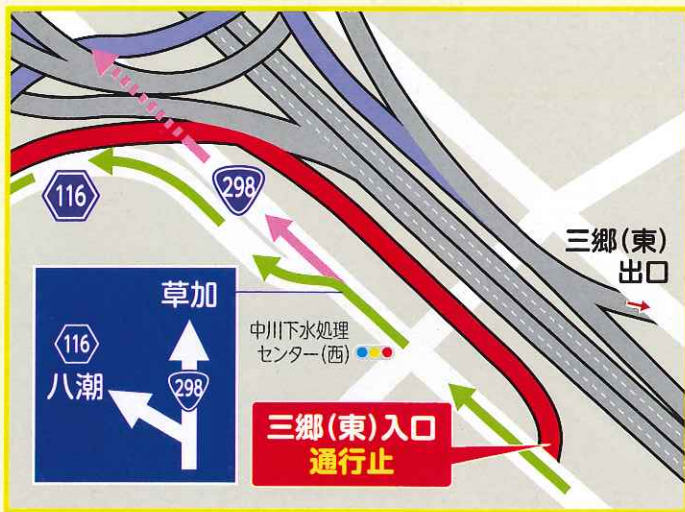 116
298
三郷(東)
出口
草加
116
八潮
298
中川下水処理
センター(西)
三郷(東)入口
通行止